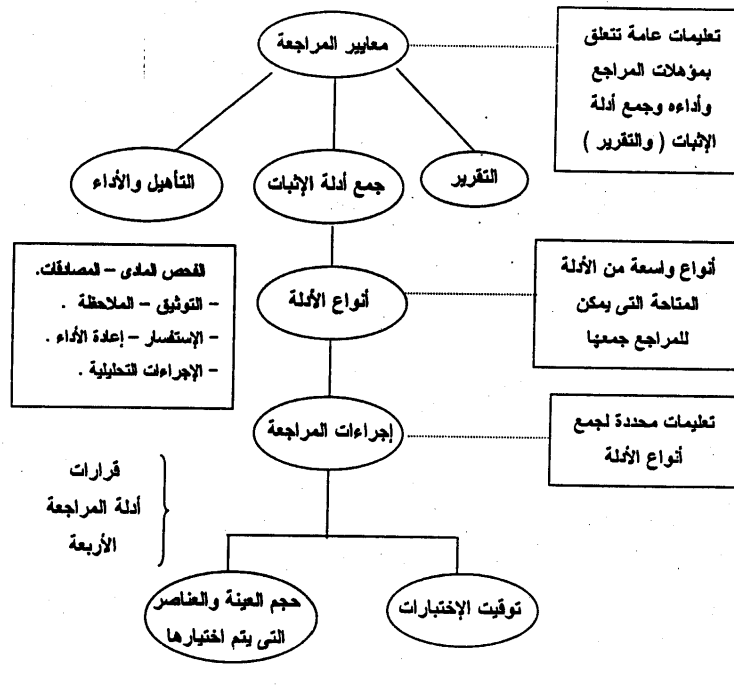 معايير المراجعة
تعليمات عامة تتعلق
بمؤهلات المراجع
وأداءه وجمع أدلة
الإثبات ( والتقرير )
التقرير
جمع أدلة الإثبات
التأهيل والأداء
أنواع الأدلة
أنواع واسعة من الأدلة
المتاحة التى يمكن
للمراجع جمعها
الفحص المادى – المصادقات.
– التوثيق – الملاحظة .
– الإستفسار – إعادة الأداء .
– الإجراءات التحليلية .
إجراءات المراجعة
تعليمات محددة لجمع
أنواع الأدلة
قرارات
أدلة المراجعة
الأربعة
توقيت الإختبارات
حجم العينة والعناصر
التى يتم اختيارها